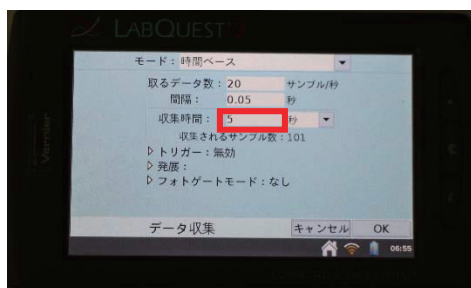 LABQUEST 2
モード：時間ベース
取るデータ数：20 サンプル/秒
間隔： 0.05 秒
収集時間： 5 秒
収集されるサンプル数：101
▷ トリガー：無効
▷ 発展：
▷ フォトゲートモード：なし
データ収集 キャンセル OK
06:55
Vernier